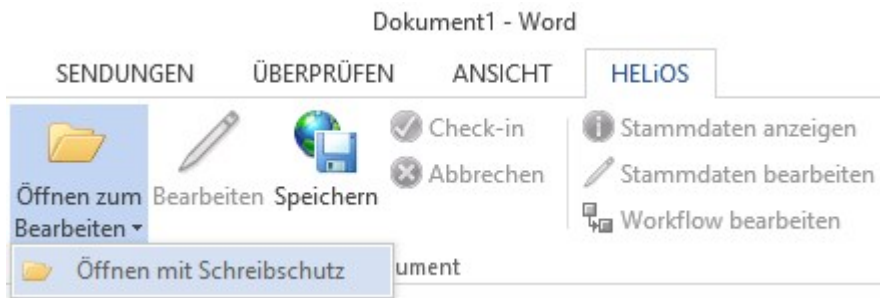 Dokument1 - Word
SENDUNGEN ÜBERPRÜFEN ANSICHT HELiOS
Öffnen zum Bearbeiten
Bearbeiten
Speichern
Check-in
Abbrechen
Stammdaten anzeigen
Stammdaten bearbeiten
Workflow bearbeiten
Öffnen mit Schreibschutz
ument